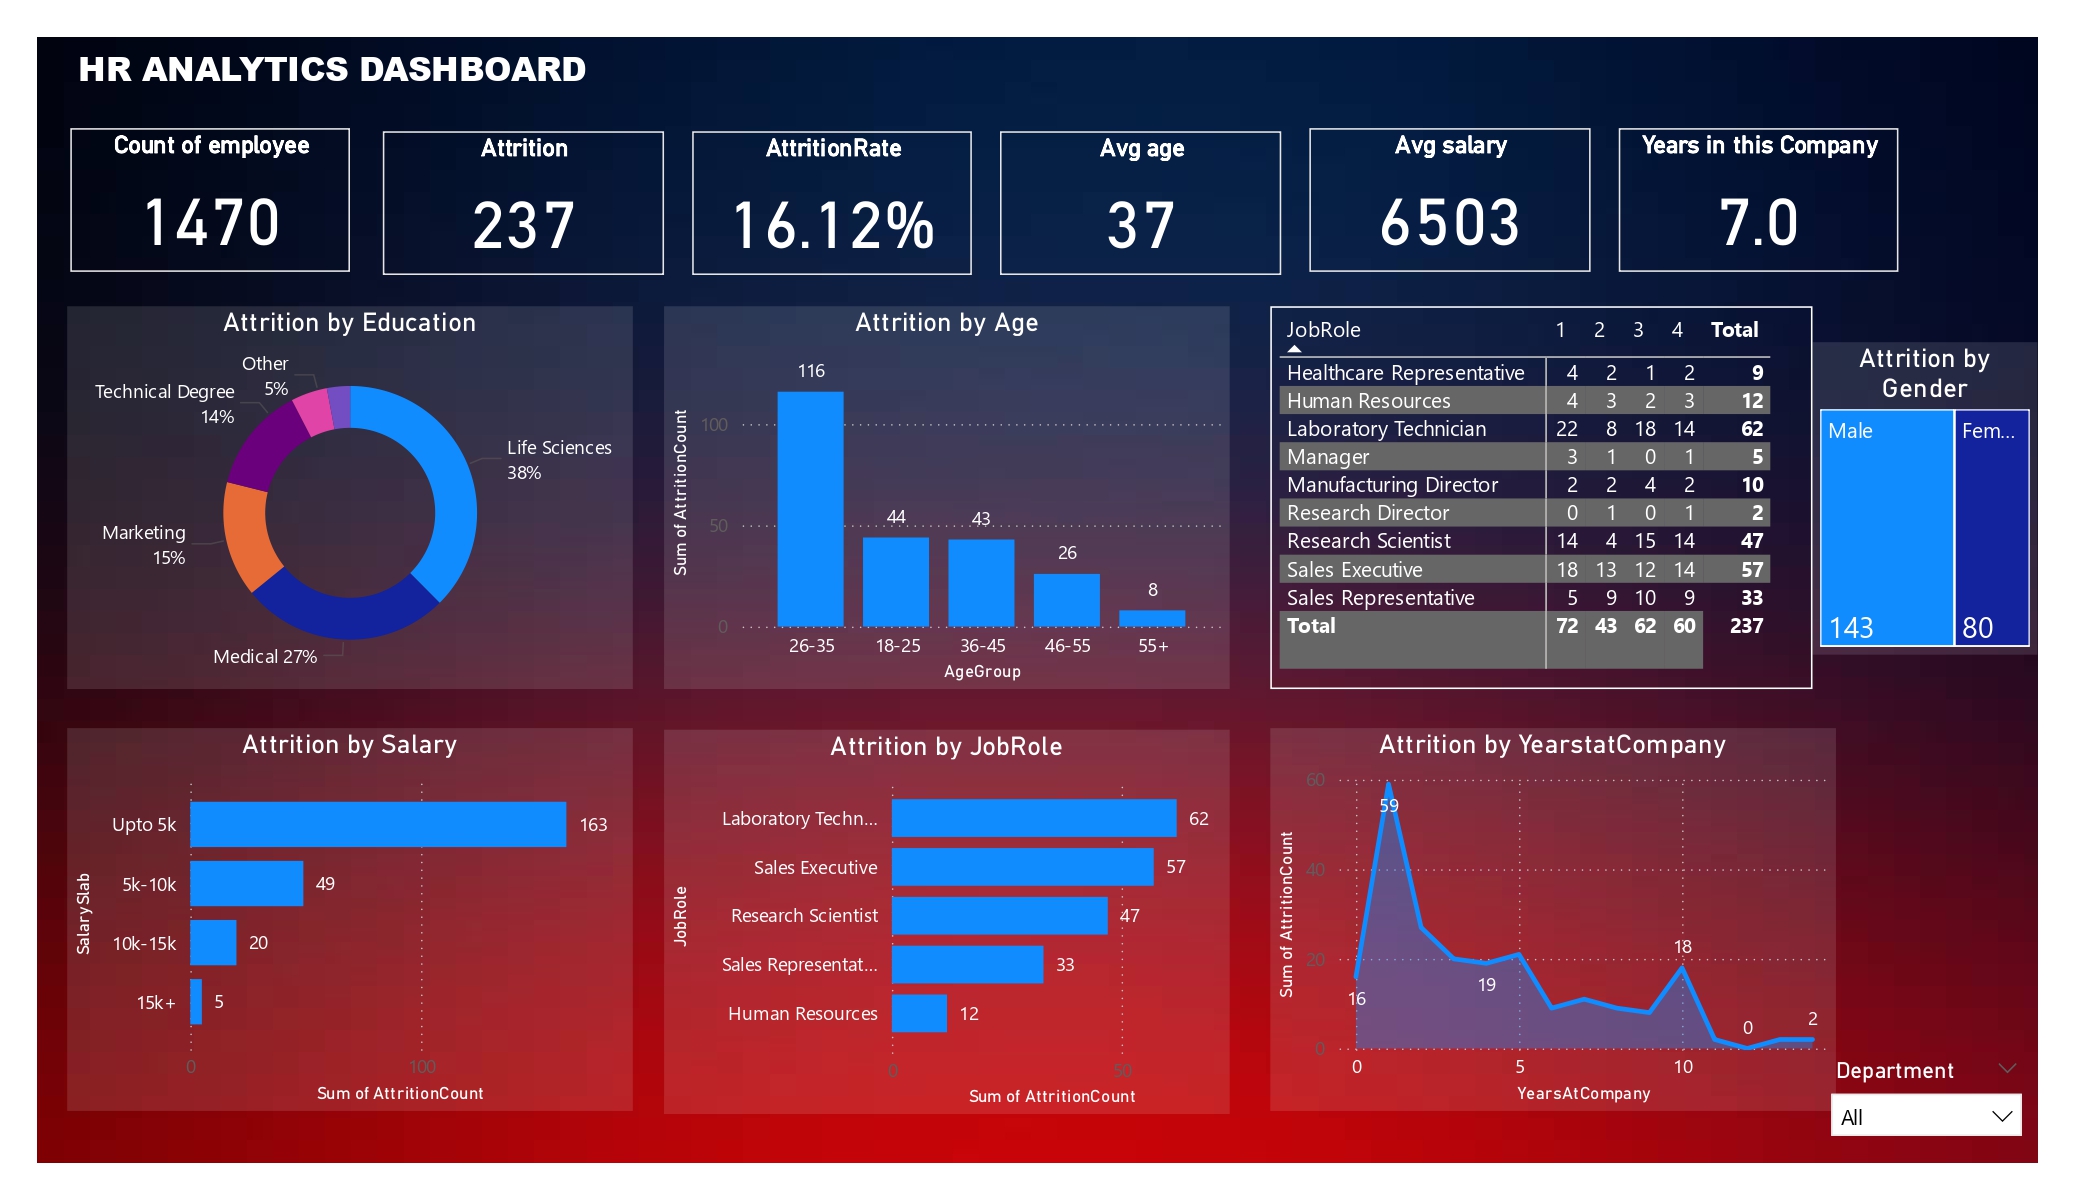 HR ANALYTICS DASHBOARD
Count of employee
1470
Attrition
237
AttritionRate
16.12%
Avg age
37
Avg salary
6503
Years in this Company
7.0
Attrition by Education
Other
5%
Technical Degree
14%
Life Sciences
38%
Marketing
15%
Medical 27%
Attrition by Age
Sum of AttritionCount
100
50
0
116
44
43
26
8
26-35 18-25 36-45 46-55 55+
AgeGroup
JobRole 1 2 3 4 Total
Healthcare Representative 4 2 1 2 9
Human Resources 4 3 2 3 12
Laboratory Technician 22 8 18 14 62
Manager 3 1 0 1 5
Manufacturing Director 2 2 4 2 10
Research Director 0 1 0 1 2
Research Scientist 14 4 15 14 47
Sales Executive 18 13 12 14 57
Sales Representative 5 9 10 9 33
Total 72 43 62 60 237
Attrition by
Gender
Male
143
Fem...
80
Attrition by Salary
SalarySlab
Upto 5k 163
5k-10k 49
10k-15k 20
15k+ 5
0 100
Sum of AttritionCount
Attrition by JobRole
JobRole
Laboratory Techn... 62
Sales Executive 57
Research Scientist 47
Sales Representat... 33
Human Resources 12
0 50
Sum of AttritionCount
Attrition by YearstatCompany
Sum of AttritionCount
60
40
20
0
59
16
19
18
0
2
0 5 10
YearsAtCompany
Department
All